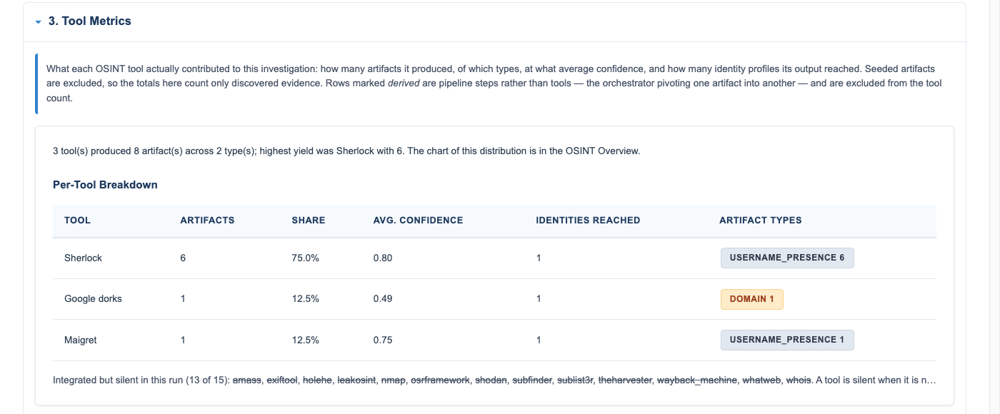 3. Tool Metrics
What each OSINT tool actually contributed to this investigation: how many artifacts it produced, of which types, at what average confidence, and how many identity profiles its output reached. Seeded artifacts
are excluded, so the totals here count only discovered evidence. Rows marked derived are pipeline steps rather than tools — the orchestrator pivoting one artifact into another — and are excluded from the tool
count.
3 tool(s) produced 8 artifact(s) across 2 type(s); highest yield was Sherlock with 6. The chart of this distribution is in the OSINT Overview.
Per-Tool Breakdown
TOOL ARTIFACTS SHARE AVG. CONFIDENCE IDENTITIES REACHED ARTIFACT TYPES
Sherlock 6 75.0% 0.80 1 USERNAME_PRESENCE 6
Google dorks 1 12.5% 0.49 1 DOMAIN 1
Maigret 1 12.5% 0.75 1 USERNAME_PRESENCE 1
Integrated but silent in this run (13 of 15): amass, exiftool, holehe, leakosint, nmap, osrframework, shodan, subfinder, sublist3r, theharvester, wayback_machine, whatweb, whois. A tool is silent when it is n...